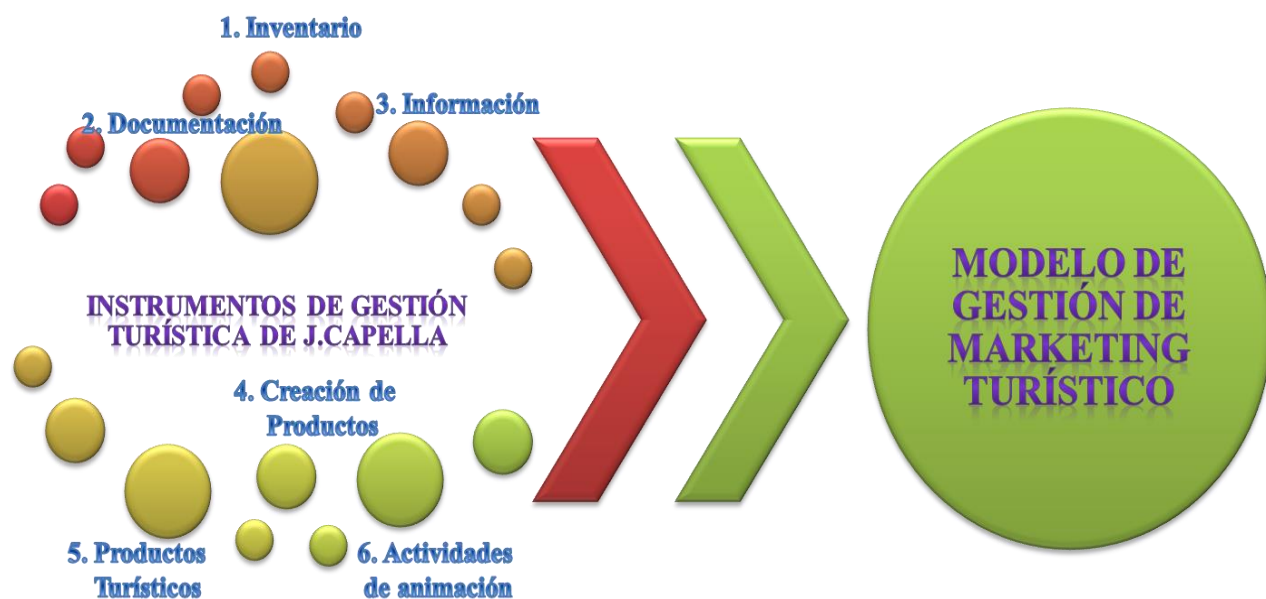 1. Inventario
2. Documentación
3. Información
INSTRUMENTOS DE GESTIÓN
TURÍSTICA DE J.CAPELLA
4. Creación de
Productos
5. Productos
Turísticos
6. Actividades
de animación
MODELO DE
GESTIÓN DE
MARKETING
TURÍSTICO